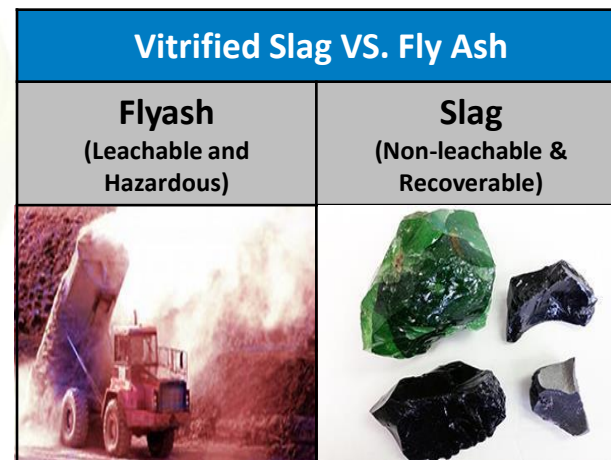 Vitrified Slag VS. Fly Ash
Flyash
(Leachable and
Hazardous)
Slag
(Non-leachable &
Recoverable)